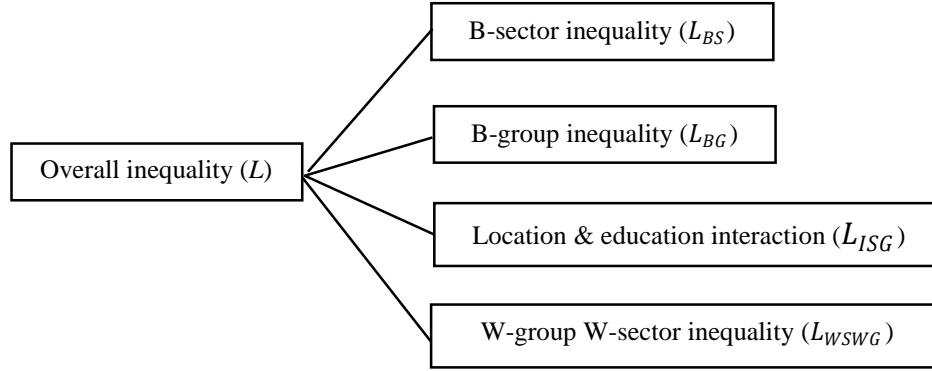 B-sector inequality (L_BS)
B-group inequality (L_BG)
Overall inequality (L)
Location & education interaction (L_ISG)
W-group W-sector inequality (L_WSWG)